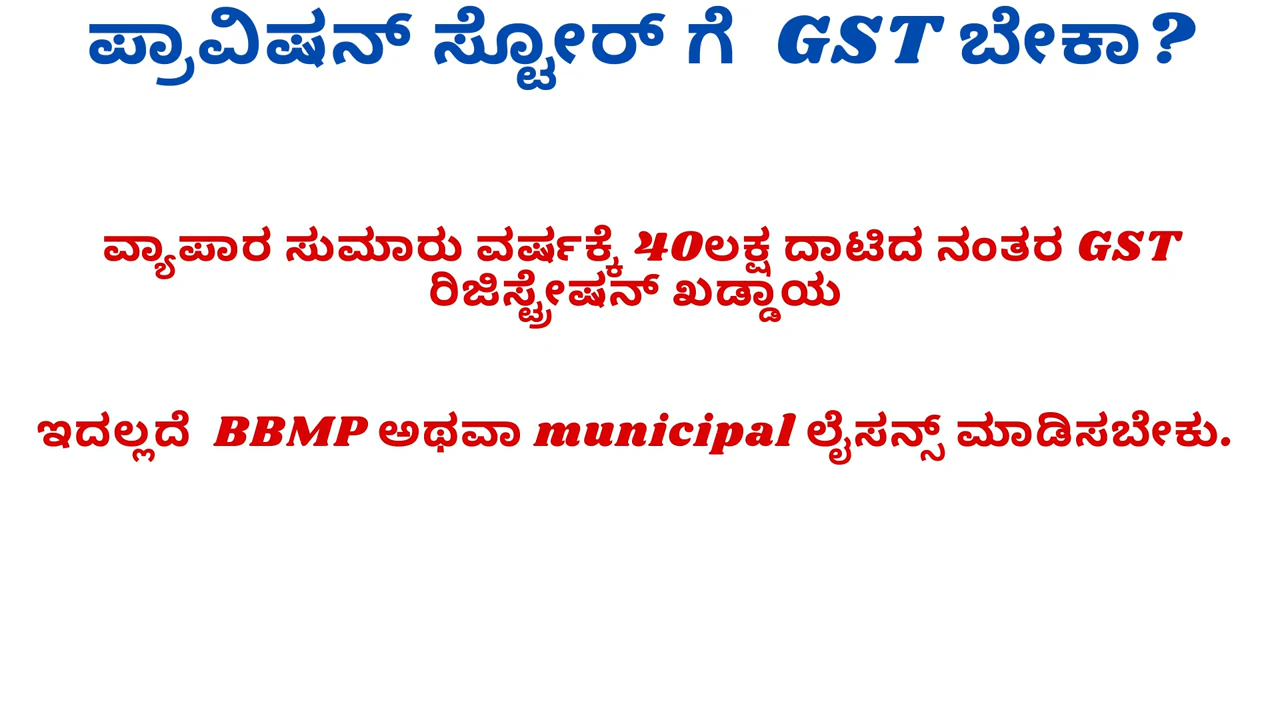 ಪ್ರಾವಿಷನ್ ಸ್ಟೋರ್ ಗೆ GST ಬೇಕಾ?
ವ್ಯಾಪಾರ ಸುಮಾರು ವರ್ಷಕ್ಕೆ 40ಲಕ್ಷ ದಾಟಿದ ನಂತರ GST
ರಿಜಿಸ್ಟ್ರೇಷನ್ ಖಡ್ಡಾಯ
ಇದಲ್ಲದೆ BBMP ಅಥವಾ municipal ಲೈಸನ್ಸ್ ಮಾಡಿಸಬೇಕು.